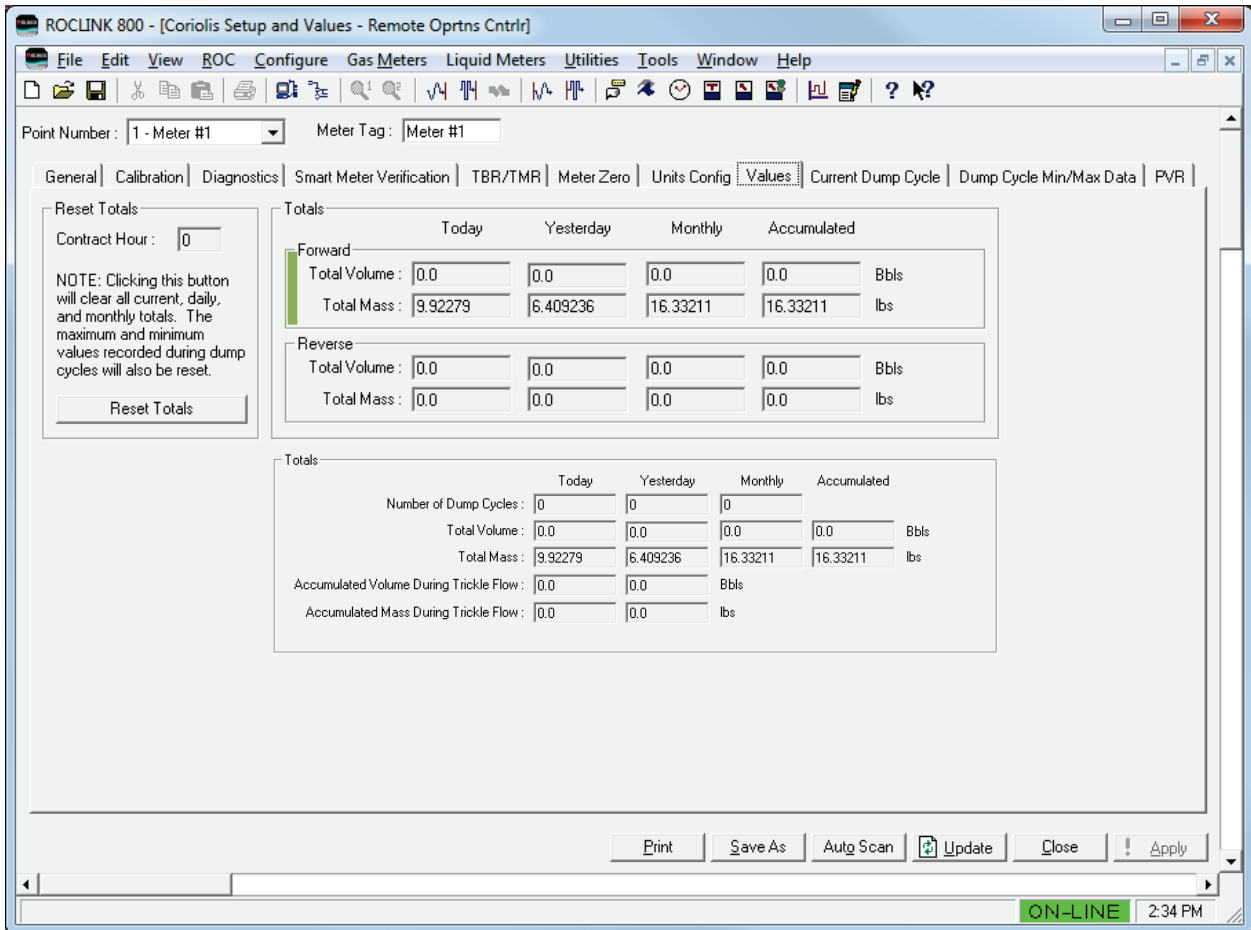 ROCLINK 800 - [Coriolis Setup and Values - Remote Oprtns Cntrlr]
File Edit View ROC Configure Gas Meters Liquid Meters Utilities Tools Window Help
Point Number : 1 - Meter #1 Meter Tag : Meter #1
General Calibration Diagnostics Smart Meter Verification TBR/TMR Meter Zero Units Config Values Current Dump Cycle Dump Cycle Min/Max Data PVR
Reset Totals
Contract Hour : 0
NOTE: Clicking this button
will clear all current, daily,
and monthly totals. The
maximum and minimum
values recorded during dump
cycles will also be reset.
Reset Totals
Totals
Today Yesterday Monthly Accumulated
Forward
Total Volume : 0.0 0.0 0.0 0.0 Bbls
Total Mass : 9.92279 6.409236 16.33211 16.33211 lbs
Reverse
Total Volume : 0.0 0.0 0.0 0.0 Bbls
Total Mass : 0.0 0.0 0.0 0.0 lbs
Totals
Today Yesterday Monthly Accumulated
Number of Dump Cycles : 0 0 0
Total Volume : 0.0 0.0 0.0 0.0 Bbls
Total Mass : 9.92279 6.409236 16.33211 16.33211 lbs
Accumulated Volume During Trickle Flow : 0.0 0.0 Bbls
Accumulated Mass During Trickle Flow : 0.0 0.0 lbs
Print Save As Auto Scan Update Close ! Apply
ON-LINE 2:34 PM